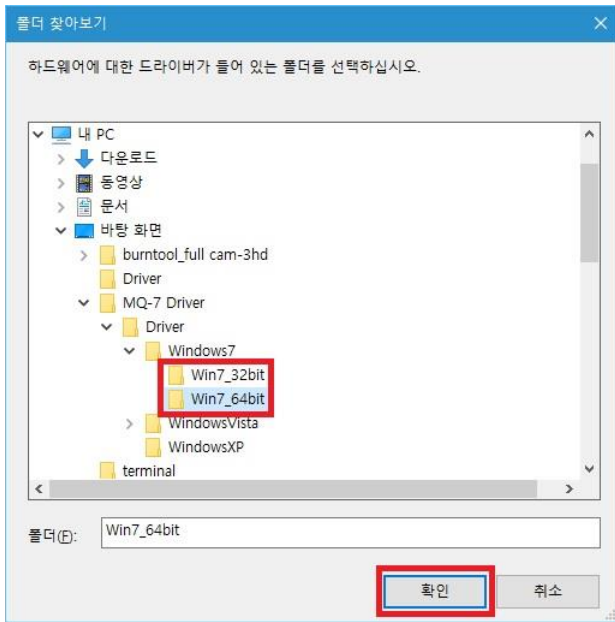 폴더 찾아보기
하드웨어에 대한 드라이버가 들어 있는 폴더를 선택하십시오.
내 PC
다운로드
동영상
문서
바탕 화면
burntool_full cam-3hd
Driver
MQ-7 Driver
Driver
Windows7
Win7_32bit
Win7_64bit
WindowsVista
WindowsXP
terminal
폴더(F): Win7_64bit
확인 취소